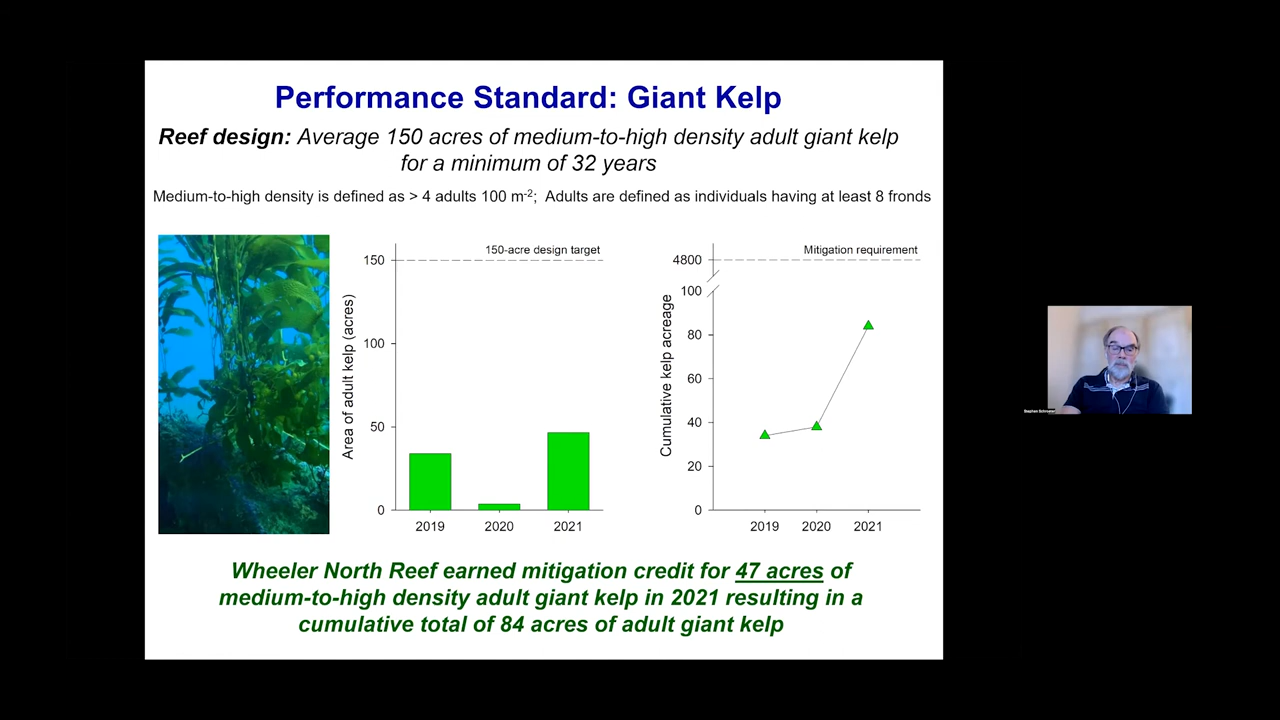 Performance Standard: Giant Kelp
Reef design: Average 150 acres of medium-to-high density adult giant kelp
for a minimum of 32 years
Medium-to-high density is defined as > 4 adults 100 m⁻²; Adults are defined as individuals having at least 8 fronds
150-acre design target
150
100
50
0
Area of adult kelp (acres)
2019 2020 2021
Mitigation requirement
4800
100
80
60
40
20
0
Cumulative kelp acreage
2019 2020 2021
Wheeler North Reef earned mitigation credit for 47 acres of
medium-to-high density adult giant kelp in 2021 resulting in a
cumulative total of 84 acres of adult giant kelp